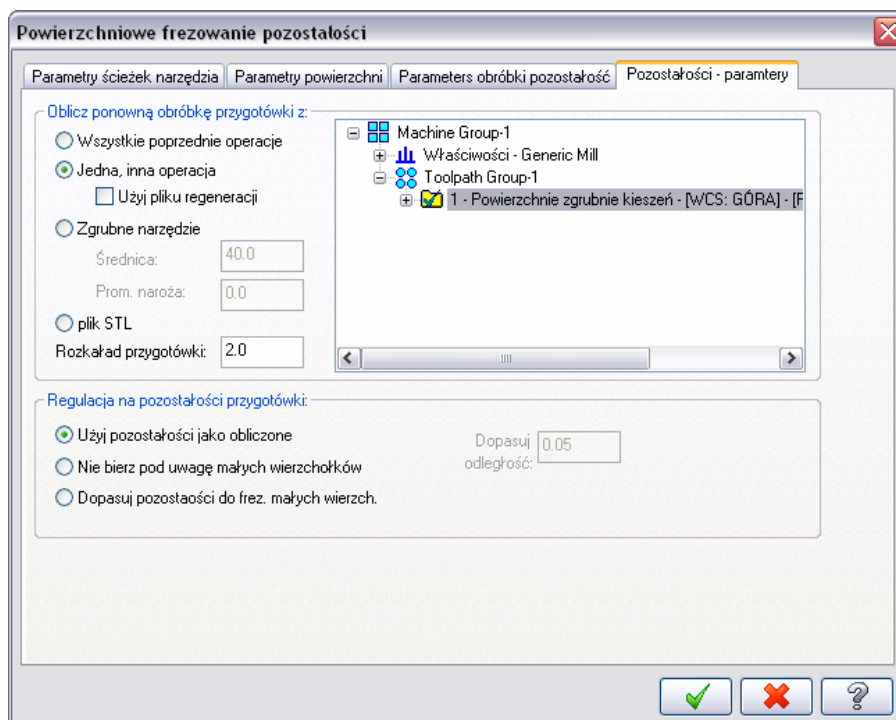 Powierzchniowe frezowanie pozostałości
Parametry ścieżek narzędzia
Parametry powierzchni
Parameters obróbki pozostałość
Pozostałości - paramtery
Oblicz ponowną obróbkę przygotówki z:
Wszystkie poprzednie operacje
Jedna, inna operacja
Użyj pliku regeneracji
Zgrubne narzędzie
Średnica:
40.0
Prom. naroża:
0.0
plik STL
Rozkaład przygotówki:
2.0
Machine Group-1
Właściwości - Generic Mill
Toolpath Group-1
1 - Powierzchnie zgrubnie kieszeń - [WCS: GÓRA] - [F
Regulacja na pozostałości przygotówki:
Użyj pozostałości jako obliczone
Nie bierz pod uwagę małych wierzchołków
Dopasuj pozostaości do frez. małych wierzch.
Dopasuj
odległość:
0.05